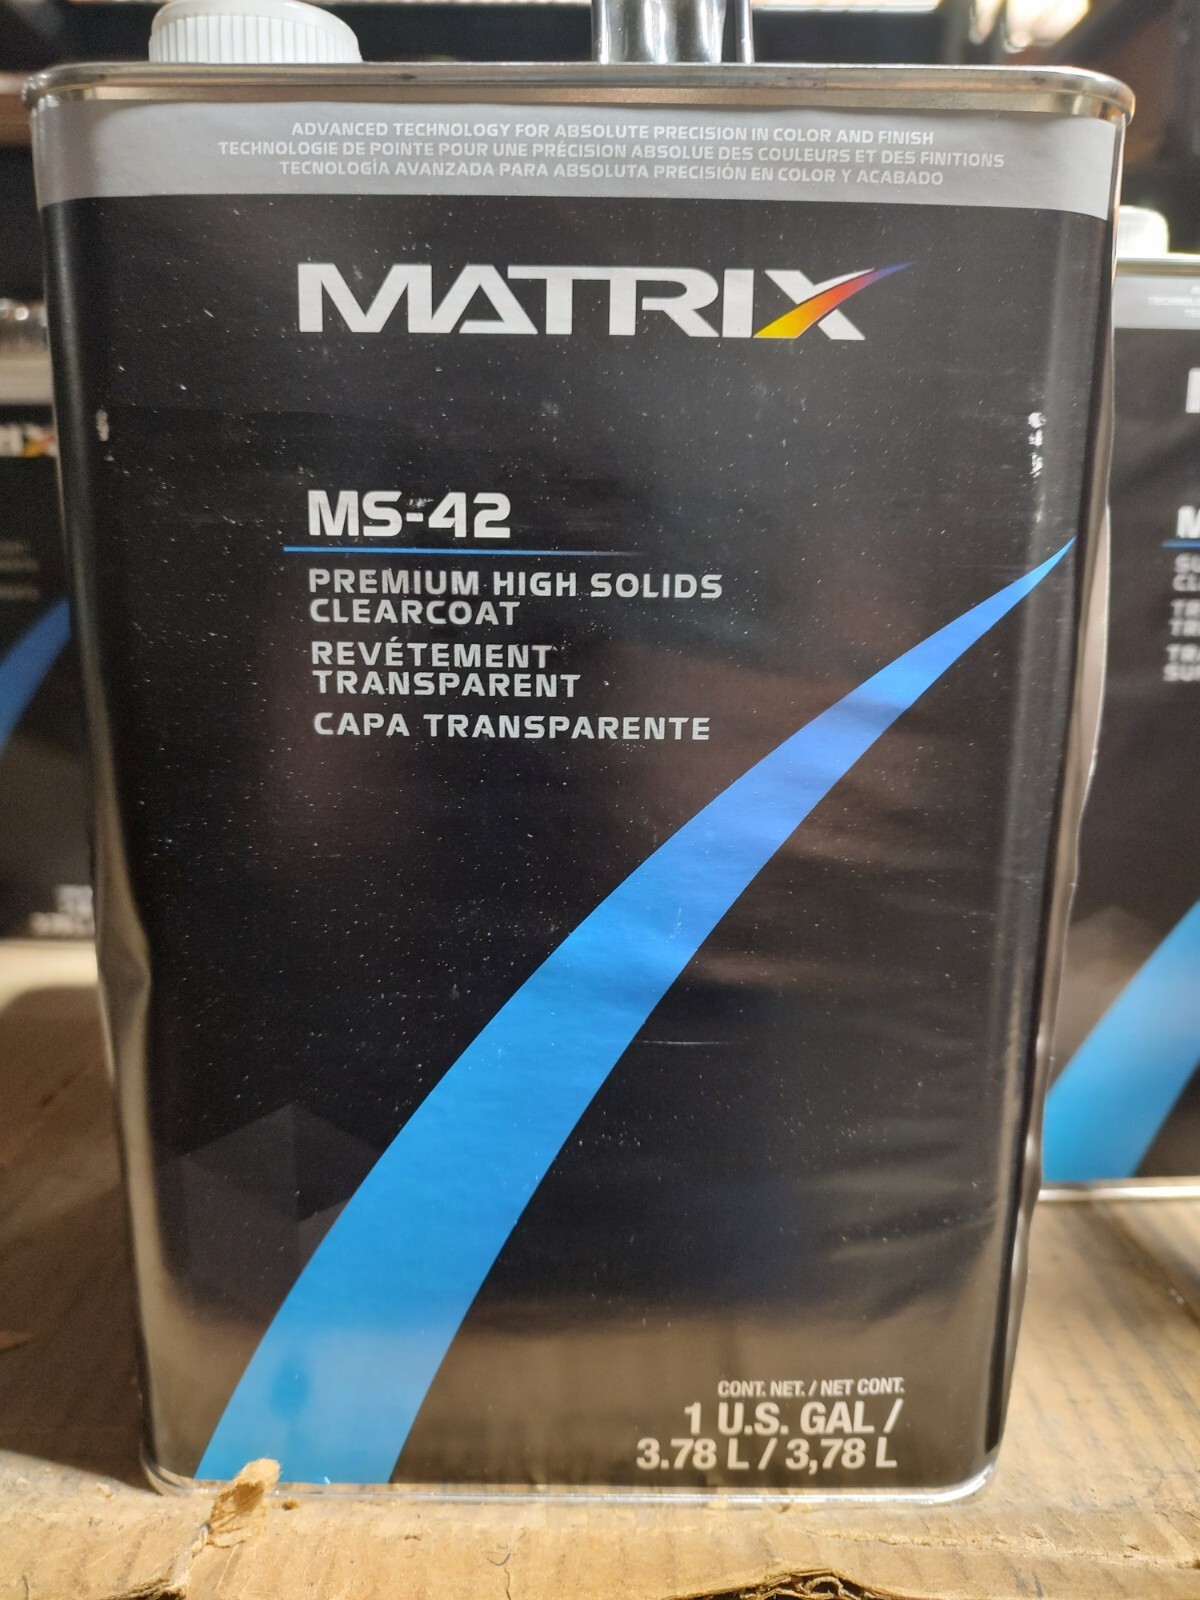 ADVANCED TECHNOLOGY FOR ABSOLUTE PRECISION IN COLOR AND FINISH
TECHNOLOGIE DE POINTE POUR UNE PRÉCISION ABSOLUE DES COULEURS ET DES FINITIONS
TECNOLOGÍA AVANZADA PARA ABSOLUTA PRECISIÓN EN COLOR Y ACABADO
MATRIX
MS-42
PREMIUM HIGH SOLIDS
CLEARCOAT
REVÉTEMENT
TRANSPARENT
CAPA TRANSPARENTE
CONT. NET. / NET CONT.
1 U.S. GAL /
3.78 L / 3,78 L